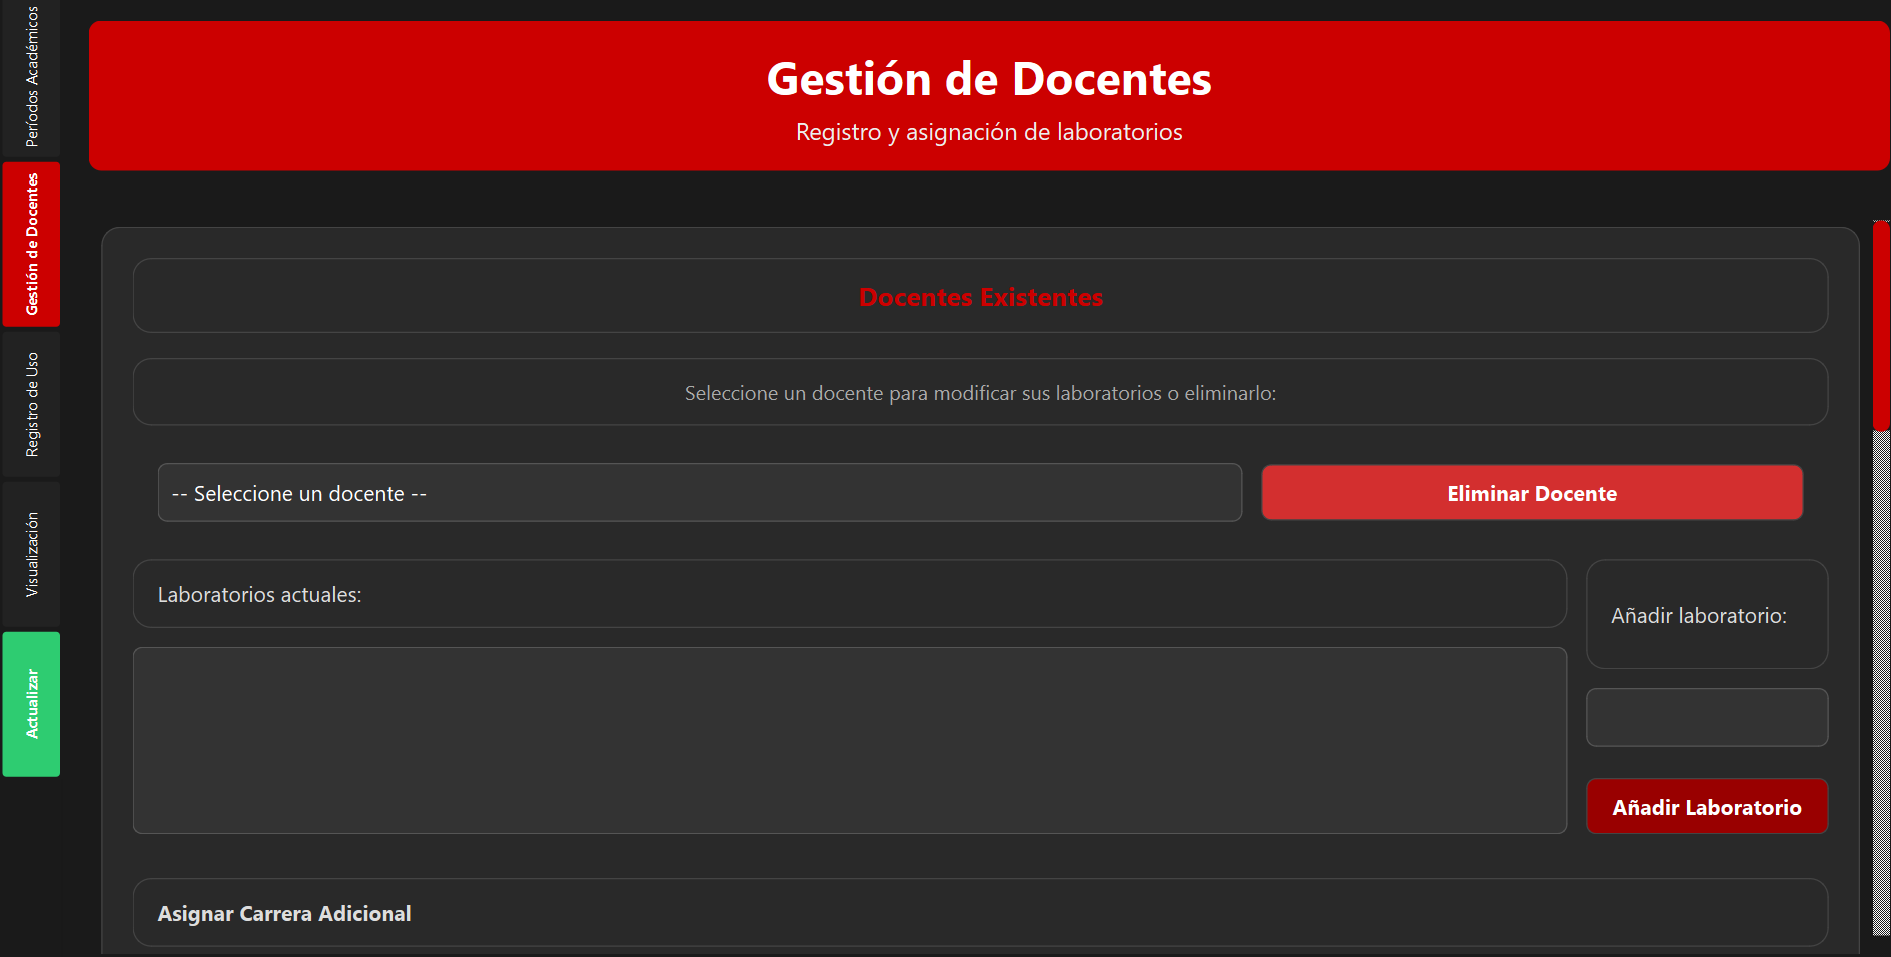 Períodos Académicos
Gestión de Docentes
Registro de Uso
Visualización
Actualizar
Gestión de Docentes
Registro y asignación de laboratorios
Docentes Existentes
Seleccione un docente para modificar sus laboratorios o eliminarlo:
-- Seleccione un docente --
Eliminar Docente
Laboratorios actuales:
Añadir laboratorio:
Añadir Laboratorio
Asignar Carrera Adicional